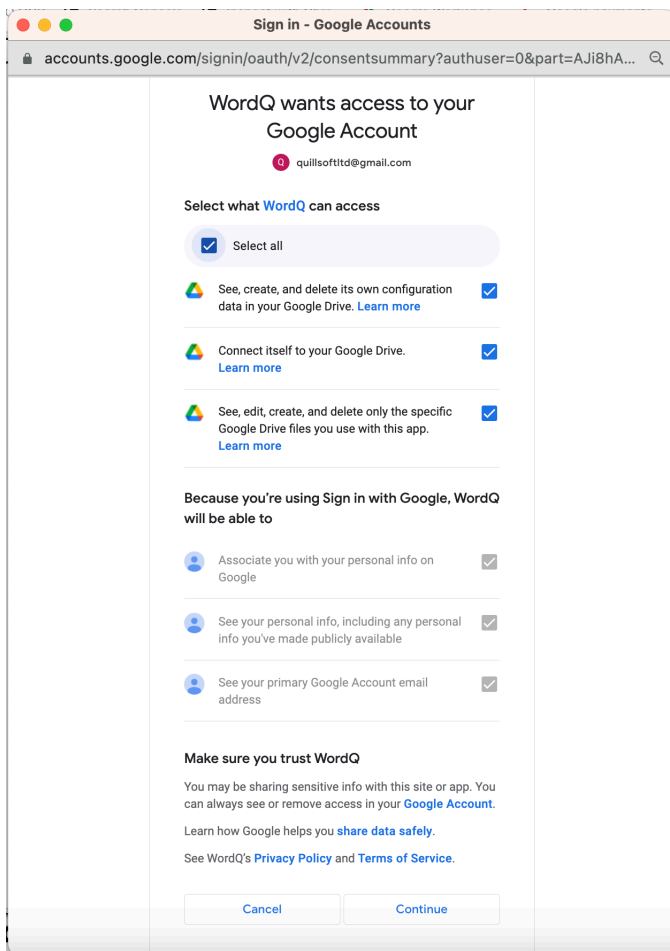 Sign in - Google Accounts
accounts.google.com/signin/oauth/v2/consentsummary?authuser=0&part=AJi8hA...
WordQ wants access to your
Google Account
Q quillsoftltd@gmail.com
Select what WordQ can access
Select all
See, create, and delete its own configuration
data in your Google Drive. Learn more
Connect itself to your Google Drive.
Learn more
See, edit, create, and delete only the specific
Google Drive files you use with this app.
Learn more
Because you're using Sign in with Google, WordQ
will be able to
Associate you with your personal info on
Google
See your personal info, including any personal
info you've made publicly available
See your primary Google Account email
address
Make sure you trust WordQ
You may be sharing sensitive info with this site or app. You
can always see or remove access in your Google Account.
Learn how Google helps you share data safely.
See WordQ's Privacy Policy and Terms of Service.
Cancel Continue